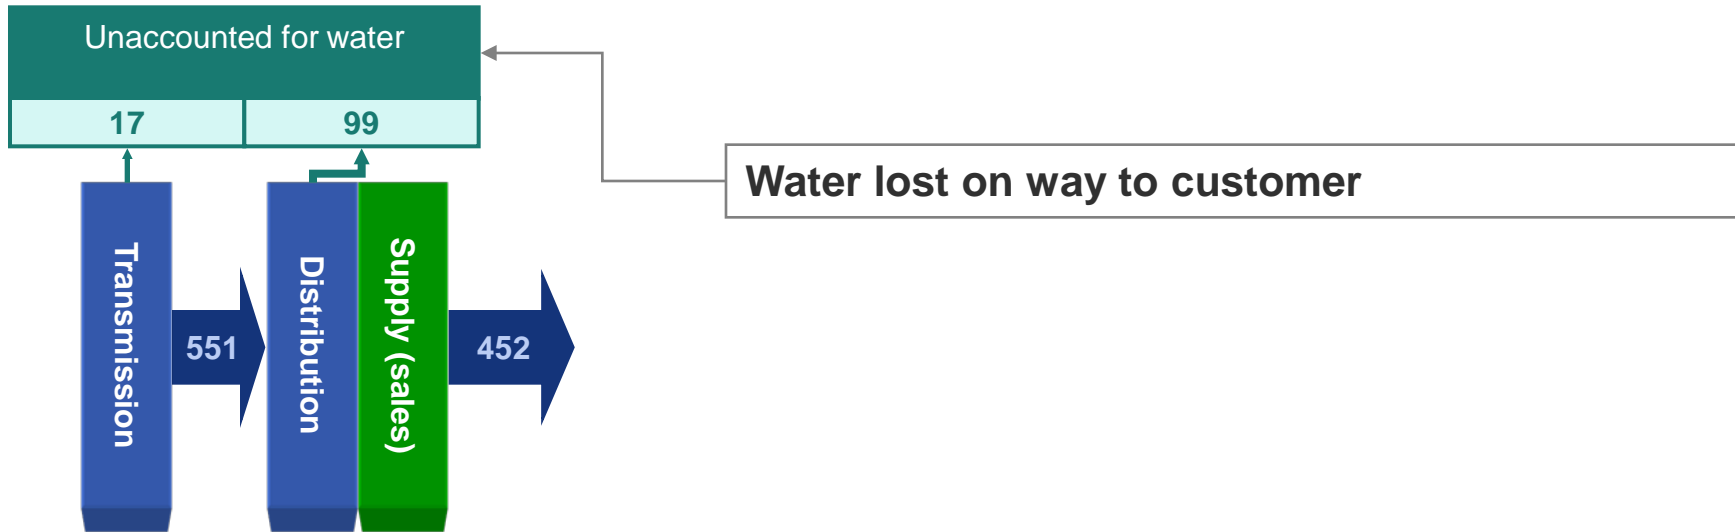 Unaccounted for water
17
99
Water lost on way to customer
Transmission
551
Distribution
Supply (sales)
452